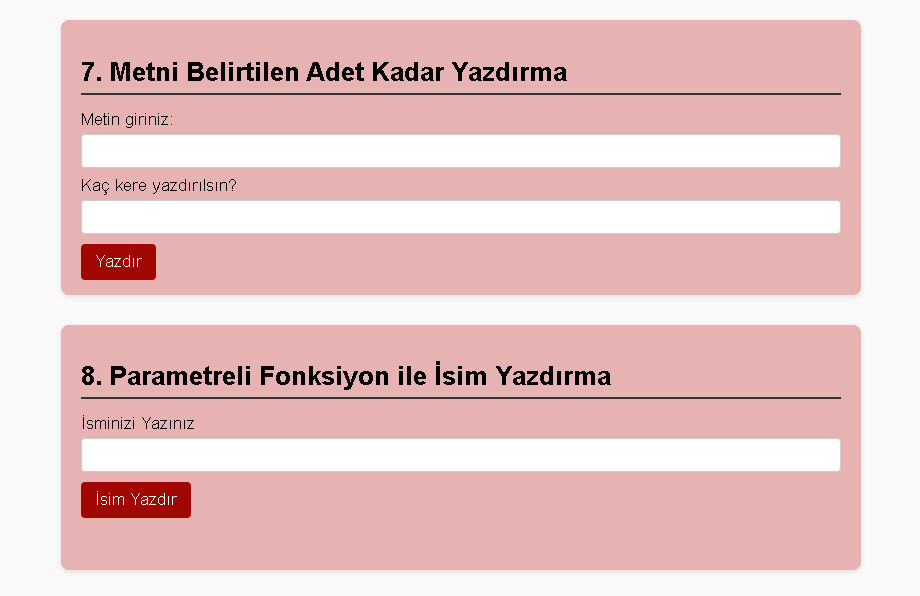 7. Metni Belirtilen Adet Kadar Yazdırma
Metin giriniz:
Kaç kere yazdırılsın?
Yazdır
8. Parametreli Fonksiyon ile İsim Yazdırma
İsminizi Yazınız
İsim Yazdır